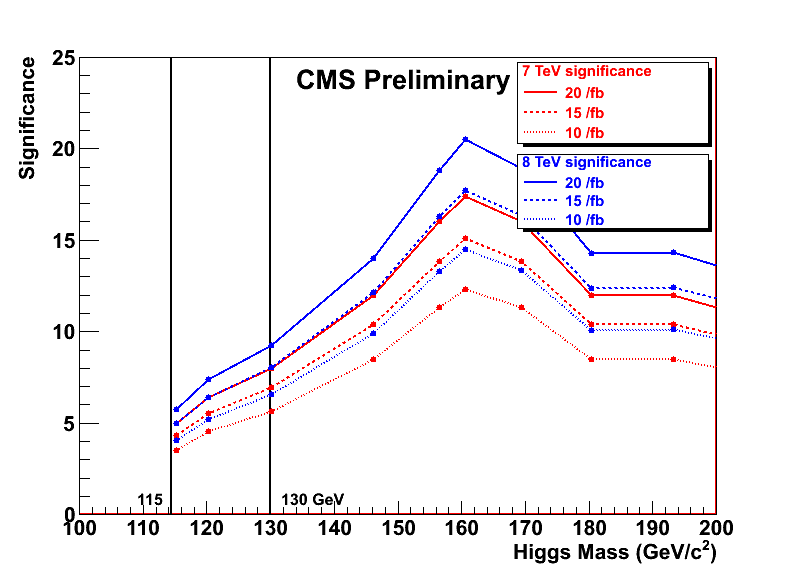 25
CMS Preliminary
7 TeV significance
20 /fb
15 /fb
10 /fb
8 TeV significance
20 /fb
15 /fb
10 /fb
Significance
20
15
10
5
0
115
130 GeV
100 110 120 130 140 150 160 170 180 190 200
Higgs Mass (GeV/c²)